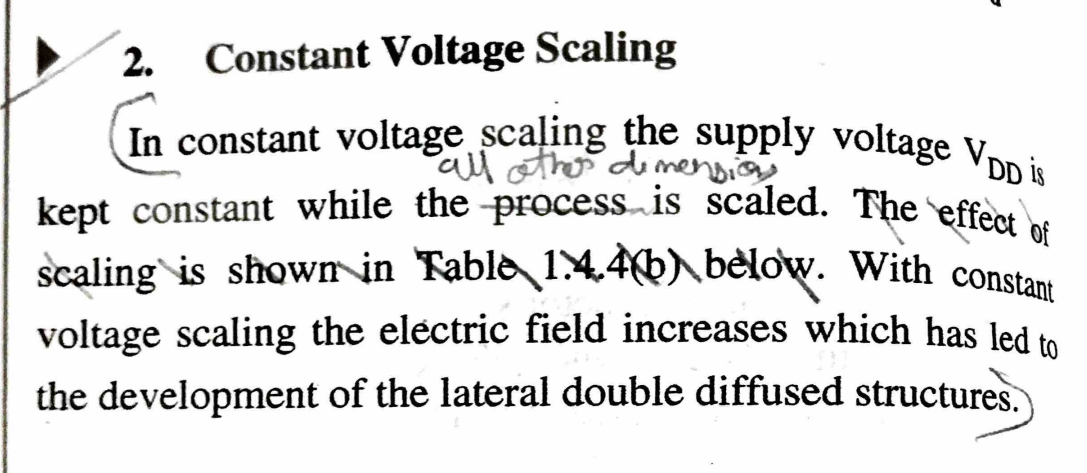 2. Constant Voltage Scaling
In constant voltage scaling the supply voltage VDD is
all other dimensions
kept constant while the process is scaled. The effect of
scaling is shown in Table 1.4.4(b) below. With constant
voltage scaling the electric field increases which has led to
the development of the lateral double diffused structures.